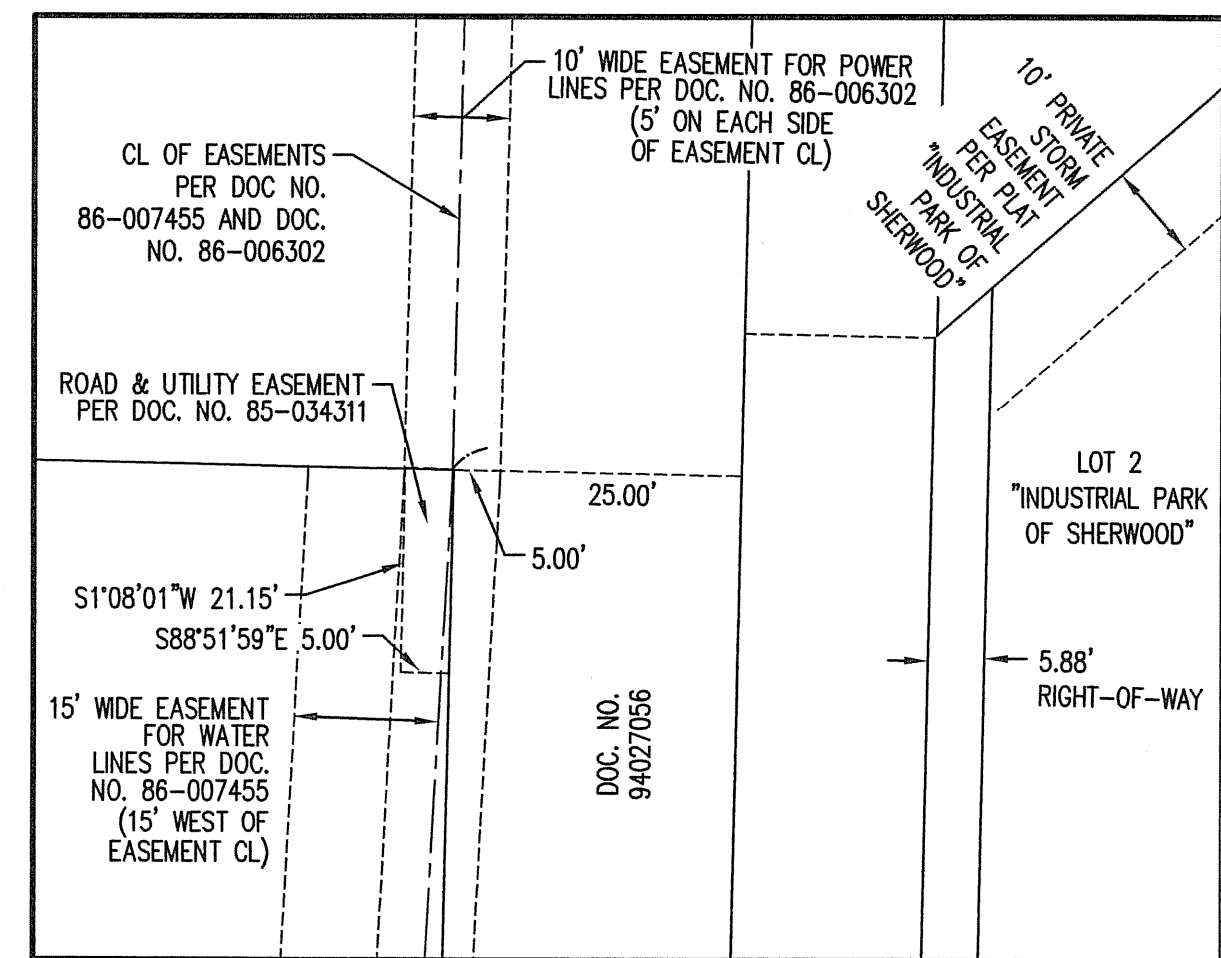 10' WIDE EASEMENT FOR POWER
LINES PER DOC. NO. 86-006302
(5' ON EACH SIDE
OF EASEMENT CL)
10' PRIVATE
STORM
EASEMENT
PER PLAT
"INDUSTRIAL
PARK OF
SHERWOOD"
CL OF EASEMENTS
PER DOC NO.
86-007455 AND DOC.
NO. 86-006302
ROAD & UTILITY EASEMENT
PER DOC. NO. 85-034311
LOT 2
"INDUSTRIAL PARK
OF SHERWOOD"
25.00'
5.00'
S1°08'01"W 21.15'
S88°51'59"E 5.00'
5.88'
RIGHT-OF-WAY
15' WIDE EASEMENT
FOR WATER
LINES PER DOC.
NO. 86-007455
(15' WEST OF
EASEMENT CL)
DOC. NO.
94027056